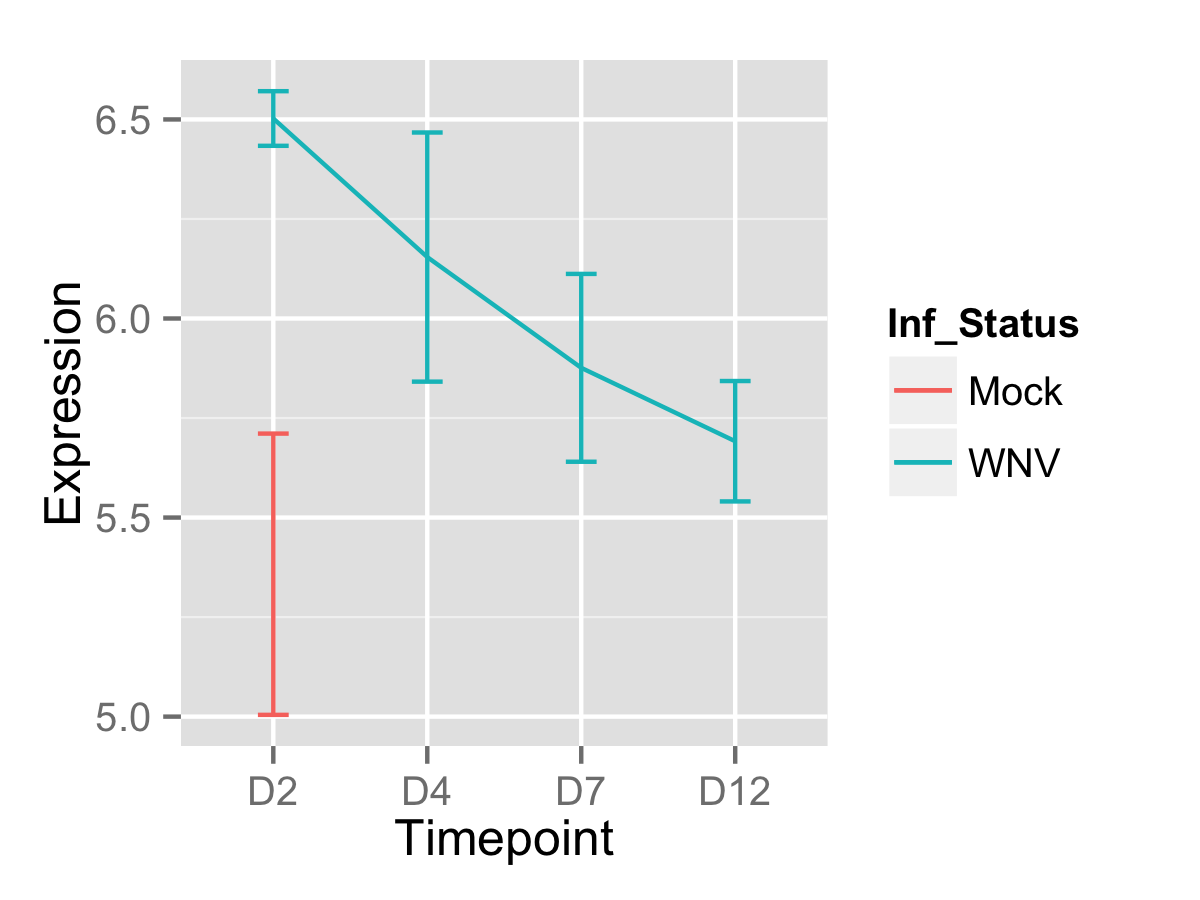 6.5
6.0
5.5
5.0
Expression
D2 D4 D7 D12
Timepoint
Inf_Status
Mock
WNV